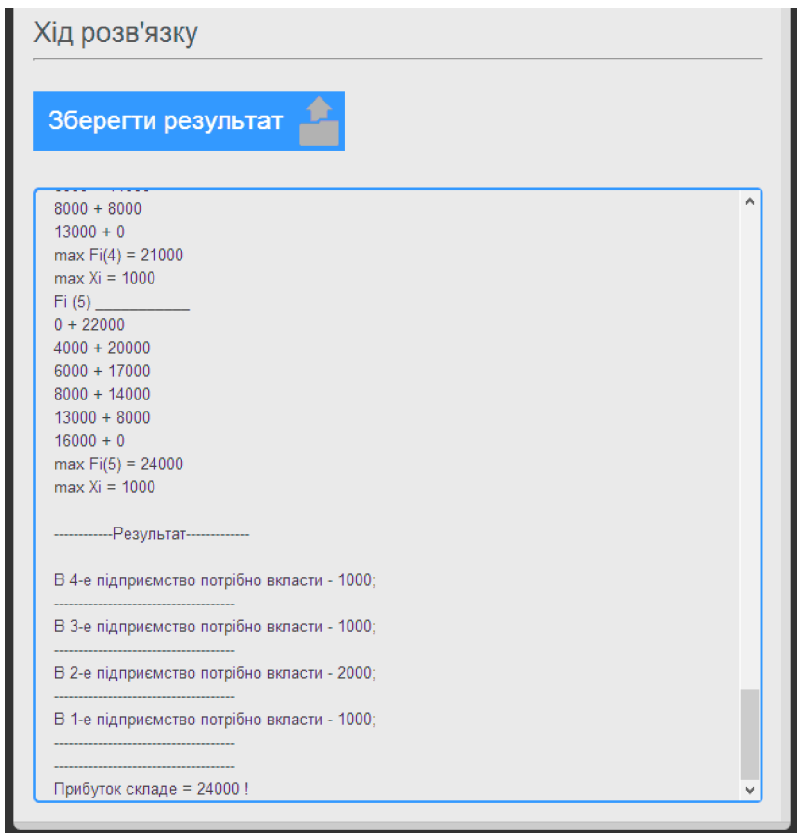 Хід розв'язку
Зберегти результат
8000 + 8000
13000 + 0
max Fi(4) = 21000
max Xi = 1000
Fi (5) ____________
0 + 22000
4000 + 20000
6000 + 17000
8000 + 14000
13000 + 8000
16000 + 0
max Fi(5) = 24000
max Xi = 1000
------------Результат-------------
В 4-е підприємство потрібно вкласти - 1000;
-------------------------------------
В 3-е підприємство потрібно вкласти - 1000;
-------------------------------------
В 2-е підприємство потрібно вкласти - 2000;
-------------------------------------
В 1-е підприємство потрібно вкласти - 1000;
-------------------------------------
-------------------------------------
Прибуток складе = 24000 !